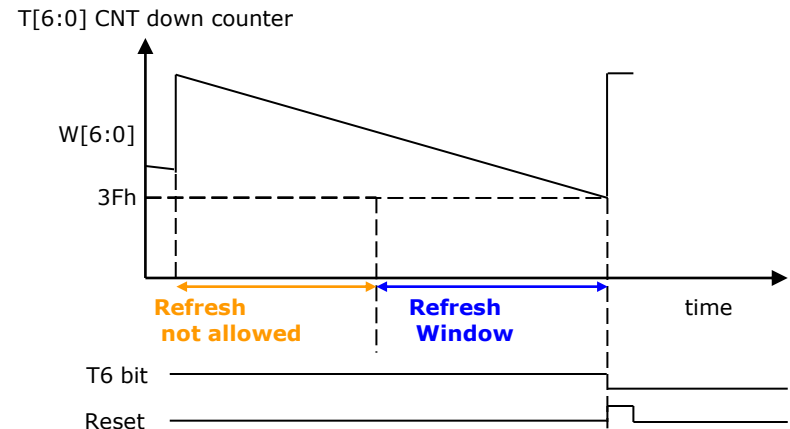 T[6:0] CNT down counter
W[6:0]
3Fh
Refresh
not allowed
Refresh
Window
time
T6 bit
Reset